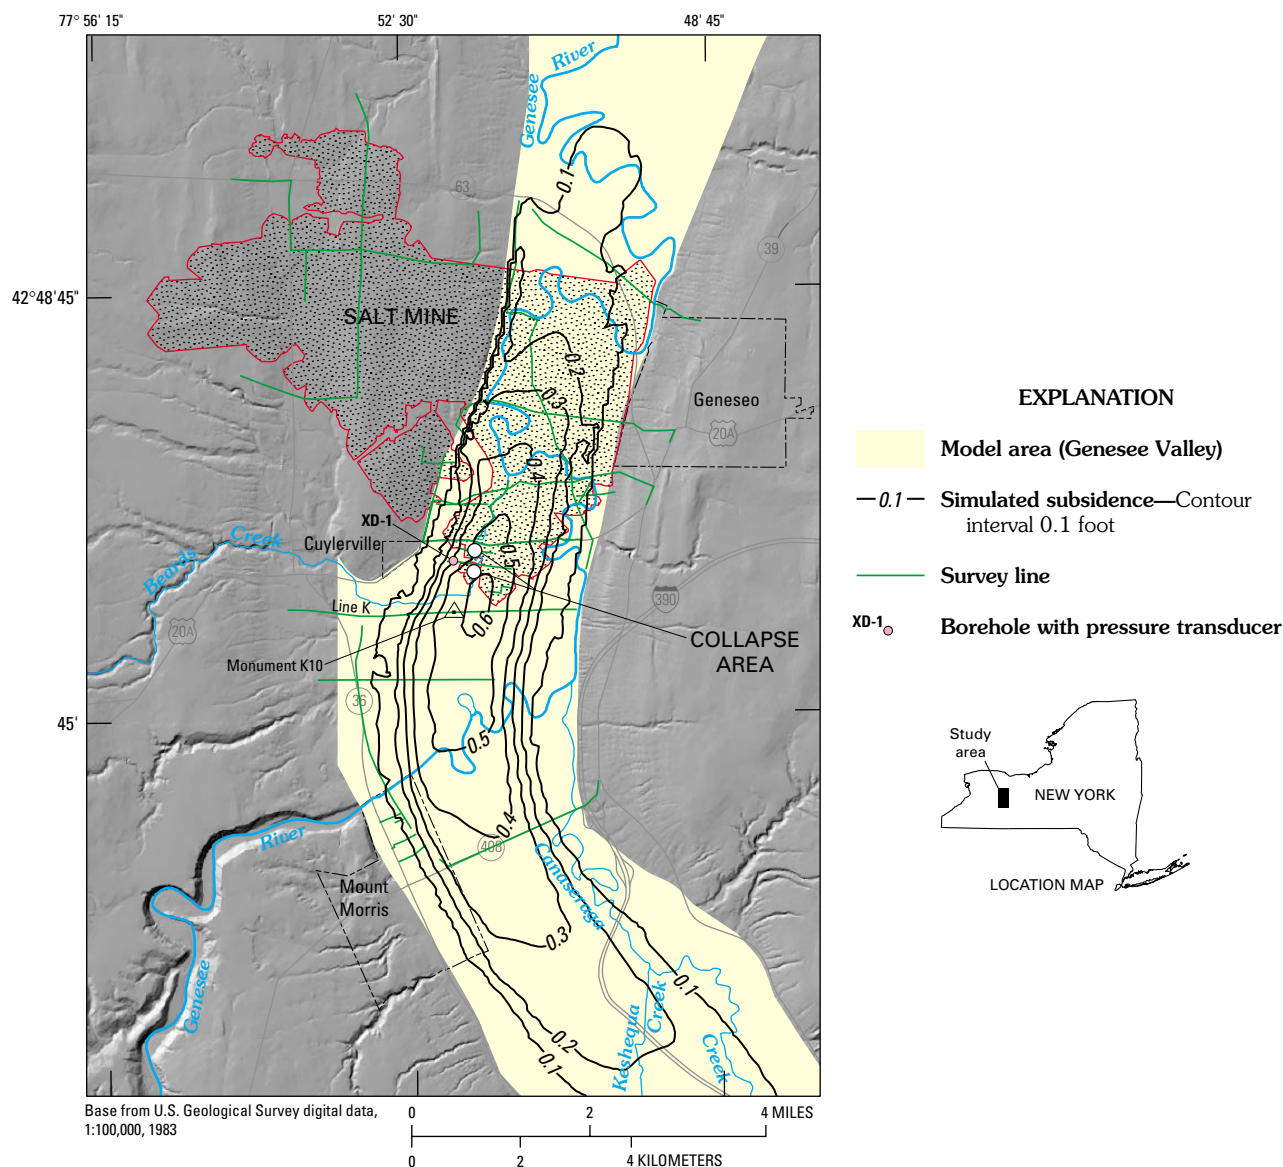 77° 56' 15"
52' 30"
48' 45"
42° 48' 45"
45'
Genesee
River
0.1
63
39
SALT MINE
0.2
0.3
Geneseo
20A
0.4
XD-1
Cuylerville
Beards
Creek
0.5
390
Line K
0.6
20A
COLLAPSE
AREA
Monument K10
36
0.5
River
0.4
408
Canaseraga
Mount
Morris
0.3
Genesee
0.1
Keshequa
Creek
Creek
0.2
0.1
Base from U.S. Geological Survey digital data,
1:100,000, 1983
0 2 4 MILES
0 2 4 KILOMETERS
EXPLANATION
Model area (Genesee Valley)
0.1 Simulated subsidence—Contour
interval 0.1 foot
Survey line
XD-1 Borehole with pressure transducer
Study
area
NEW YORK
LOCATION MAP